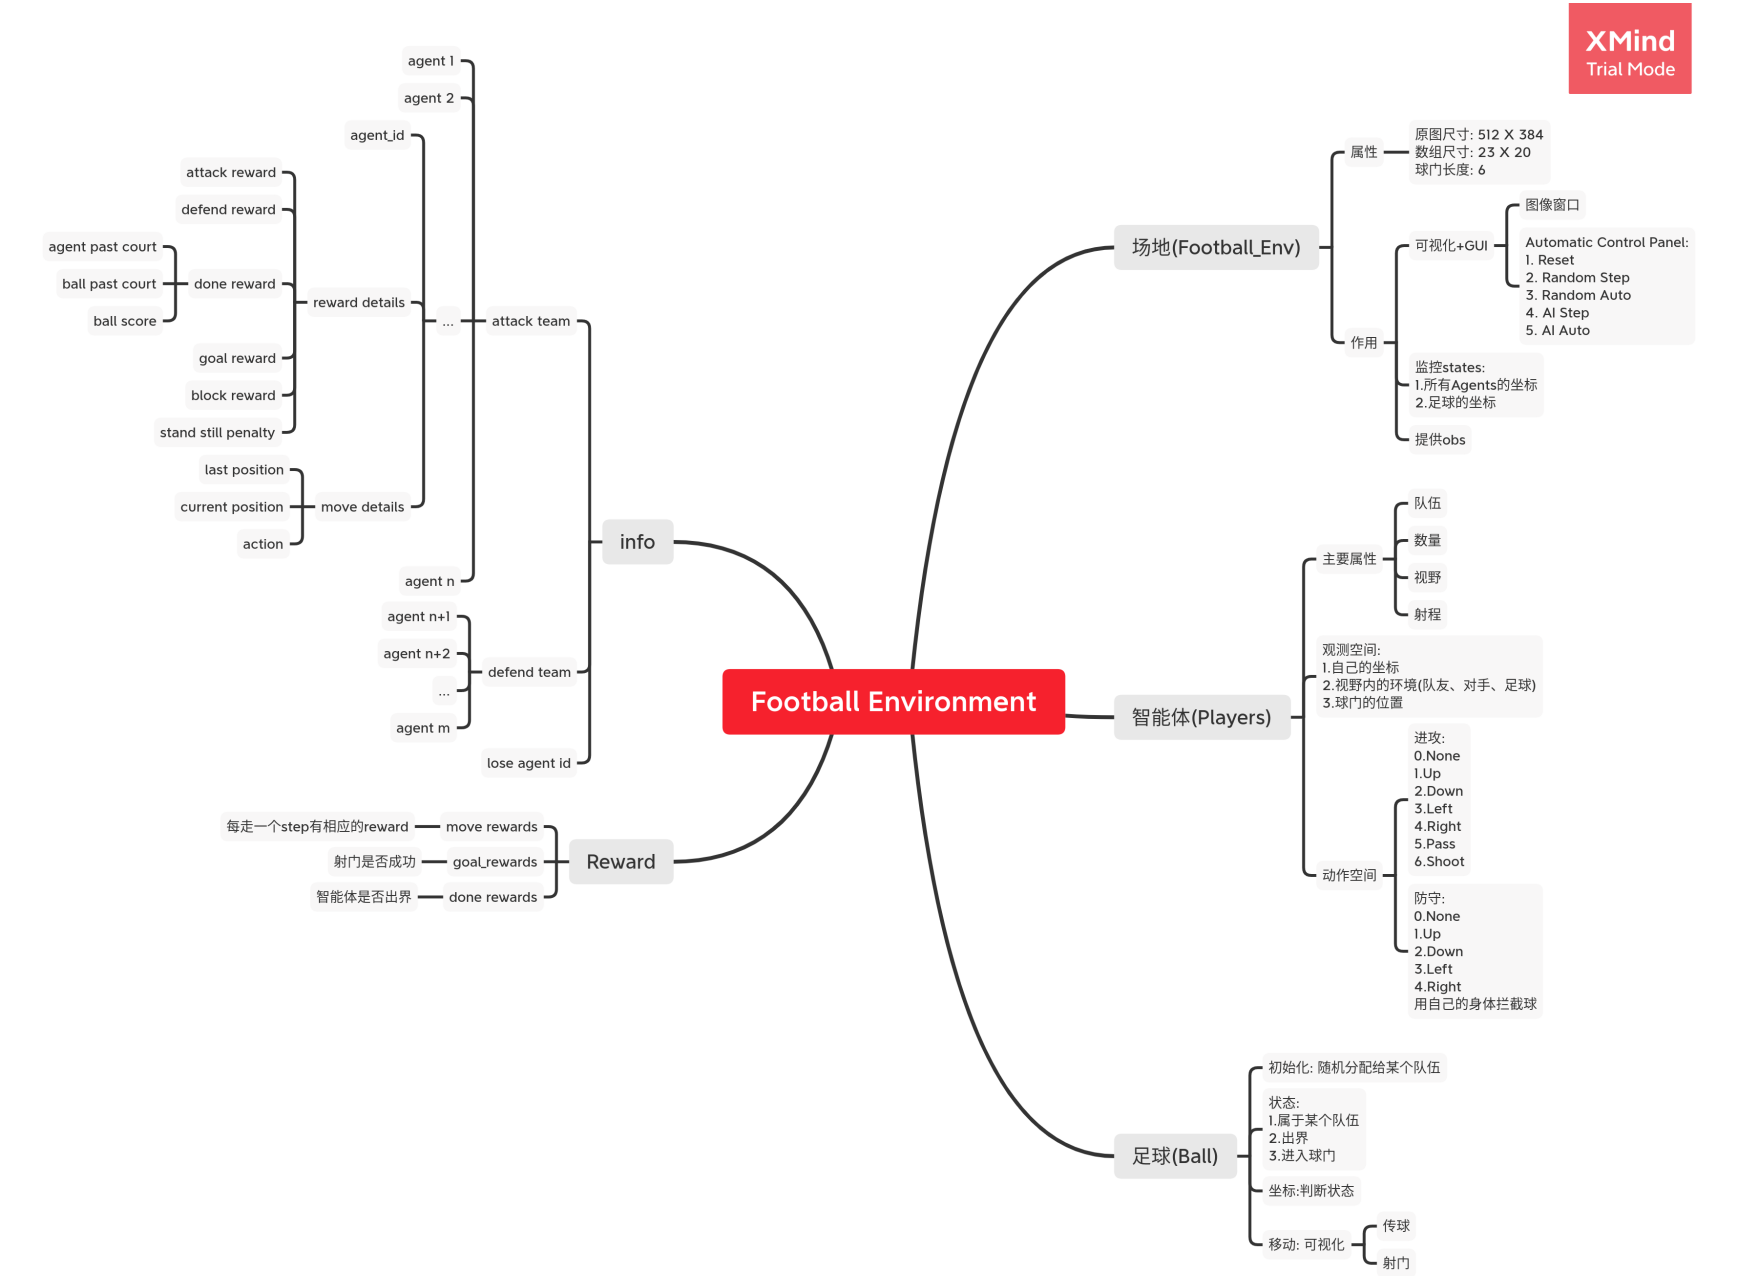 XMind
Trial Mode
Football Environment
场地(Football_Env)
属性
原图尺寸: 512 X 384
数组尺寸: 23 X 20
球门长度: 6
作用
可视化+GUI
图像窗口
Automatic Control Panel:
1. Reset
2. Random Step
3. Random Auto
4. AI Step
5. AI Auto
监控states:
1.所有Agents的坐标
2.足球的坐标
提供obs
智能体(Players)
主要属性
队伍
数量
视野
射程
观测空间:
1.自己的坐标
2.视野内的环境(队友、对手、足球)
3.球门的位置
动作空间
进攻:
0.None
1.Up
2.Down
3.Left
4.Right
5.Pass
6.Shoot
防守:
0.None
1.Up
2.Down
3.Left
4.Right
用自己的身体拦截球
足球(Ball)
初始化: 随机分配给某个队伍
状态:
1.属于某个队伍
2.出界
3.进入球门
坐标:判断状态
移动: 可视化
传球
射门
info
attack team
agent 1
agent 2
...
agent_id
reward details
attack reward
defend reward
done reward
agent past court
ball past court
ball score
goal reward
block reward
stand still penalty
move details
last position
current position
action
agent n
defend team
agent n+1
agent n+2
...
agent m
lose agent id
Reward
move rewards
每走一个step有相应的reward
goal_rewards
射门是否成功
done rewards
智能体是否出界